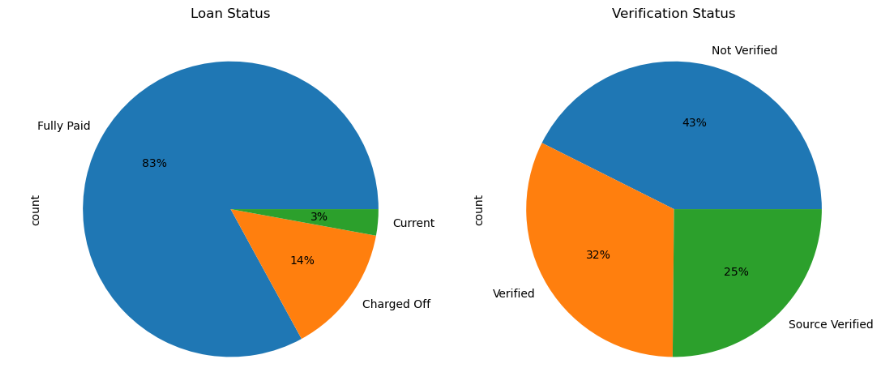 Loan Status
Fully Paid
83%
count
3%
Current
14%
Charged Off
Verification Status
Not Verified
43%
count
32%
25%
Verified
Source Verified